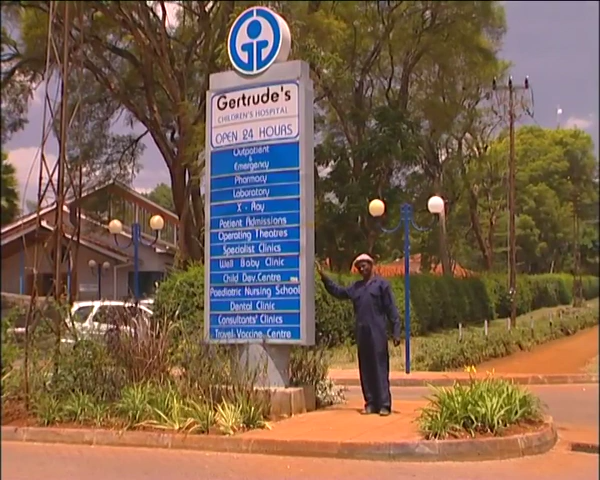 Gertrude's
CHILDREN'S HOSPITAL
OPEN 24 HOURS
Outpatient
&
Emergency
Pharmacy
Laboratory
X - Ray
Patient Admissions
Operating Theatres
Specialist Clinics
Well Baby Clinic
Child Dev. Centre
Paediatric Nursing School
Dental Clinic
Consultants' Clinics
Travel Vaccine Centre